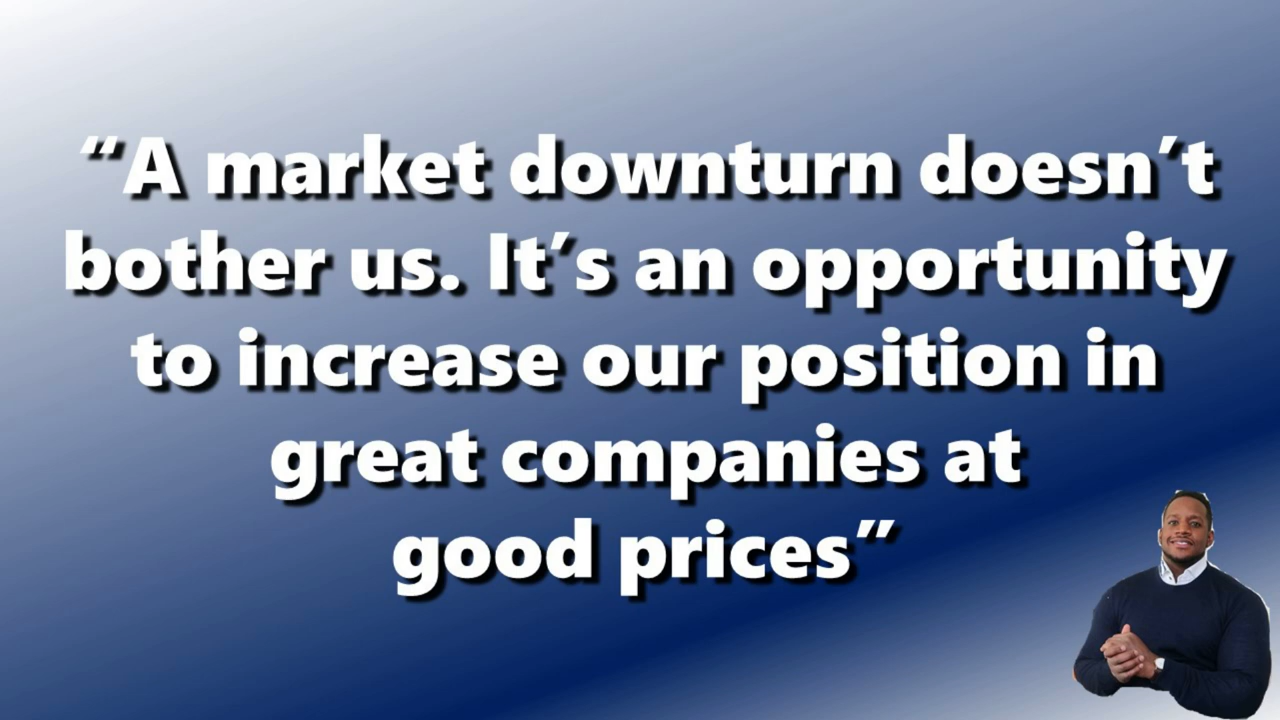 “A market downturn doesn’t
bother us. It’s an opportunity
to increase our position in
great companies at
good prices”